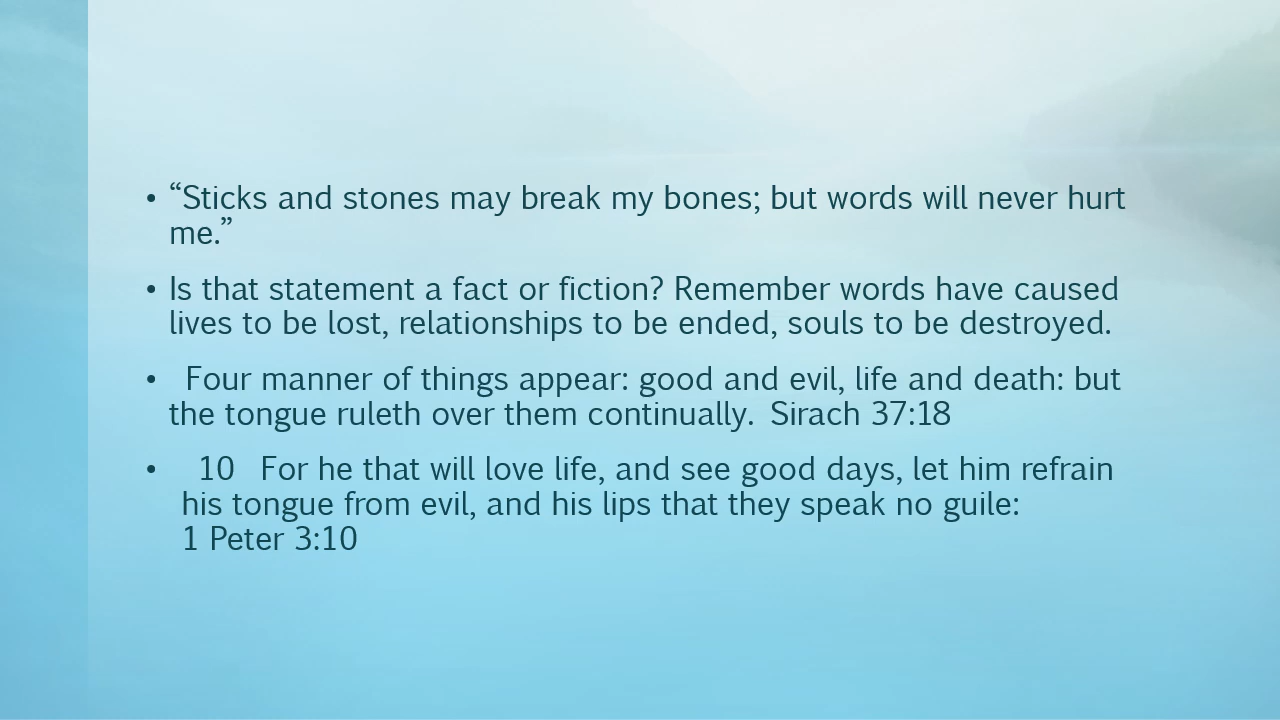 • “Sticks and stones may break my bones; but words will never hurt
me.”
• Is that statement a fact or fiction? Remember words have caused
lives to be lost, relationships to be ended, souls to be destroyed.
• Four manner of things appear: good and evil, life and death: but
the tongue ruleth over them continually.  Sirach 37:18
• 10 For he that will love life, and see good days, let him refrain
his tongue from evil, and his lips that they speak no guile:
1 Peter 3:10